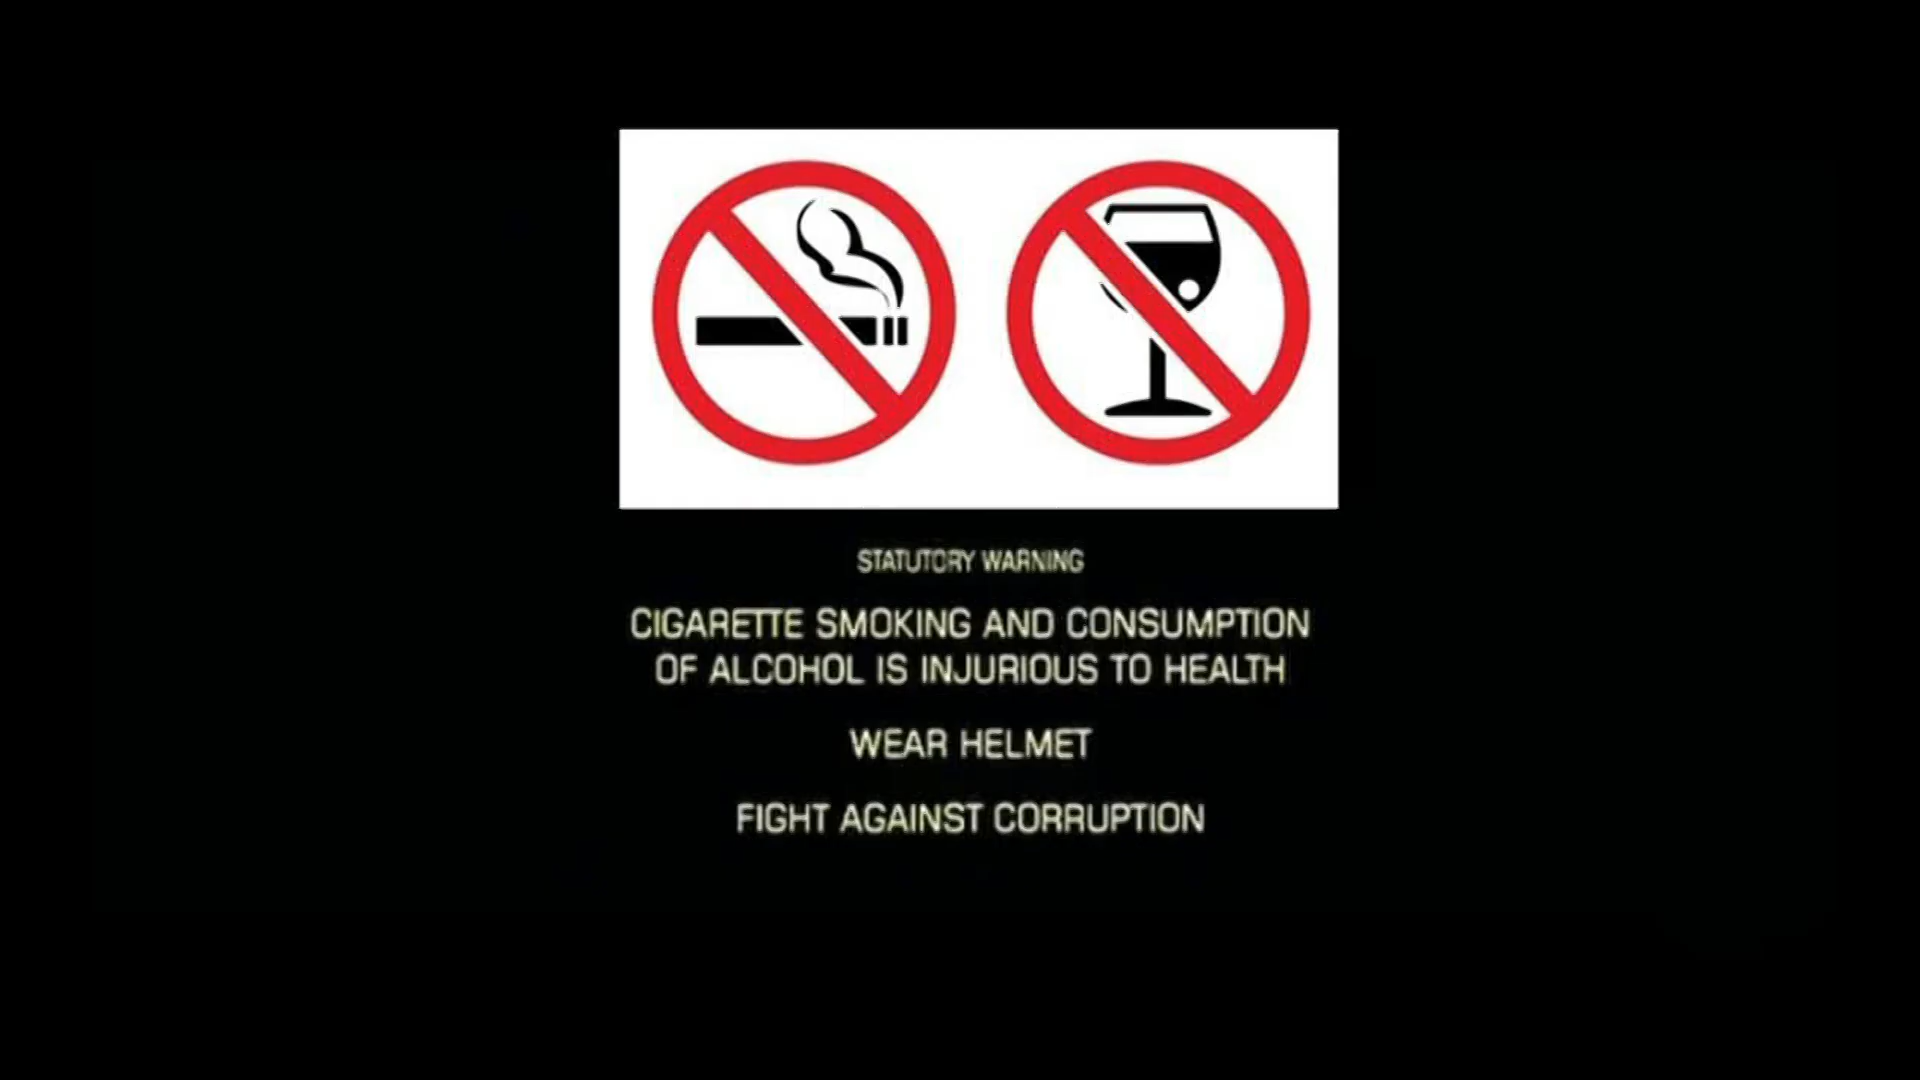 STATUTORY WARNING
CIGARETTE SMOKING AND CONSUMPTION
OF ALCOHOL IS INJURIOUS TO HEALTH
WEAR HELMET
FIGHT AGAINST CORRUPTION